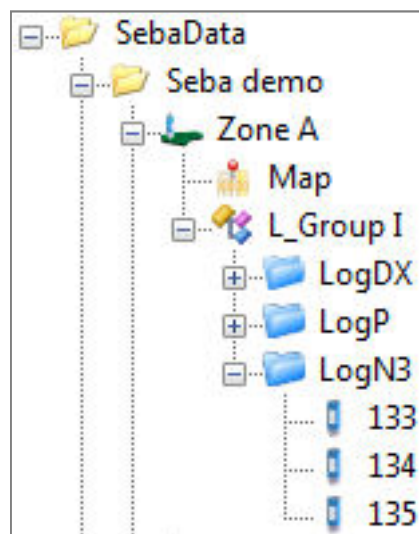 SebaData
Seba demo
Zone A
Map
L_Group I
LogDX
LogP
LogN3
133
134
135